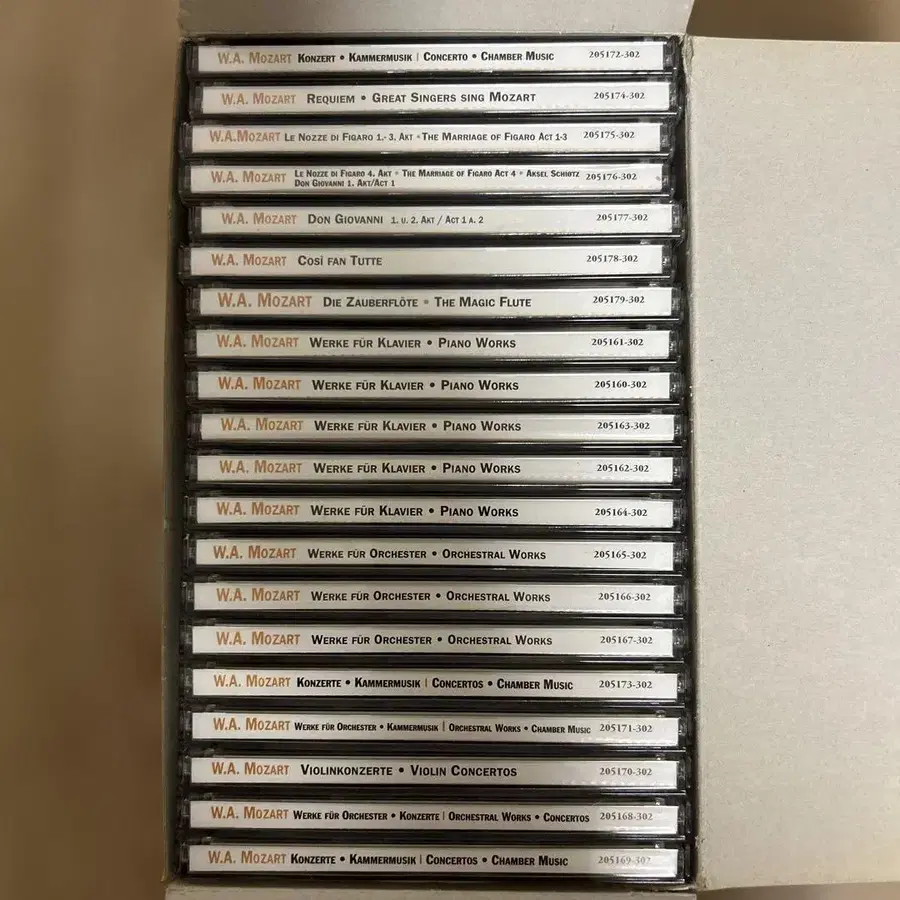 W.A. MOZART KONZERT • KAMMERMUSIK | CONCERTO • CHAMBER MUSIC 205172-302
W.A. MOZART REQUIEM • GREAT SINGERS SING MOZART 205174-302
W.A.MOZART LE NOZZE DI FIGARO 1.- 3. AKT • THE MARRIAGE OF FIGARO ACT 1-3 205175-302
W.A. MOZART LE NOZZE DI FIGARO 4. AKT • THE MARRIAGE OF FIGARO ACT 4 • AKSEL SCHIOTZ 205176-302
DON GIOVANNI 1. AKT/ACT 1
W.A. MOZART DON GIOVANNI 1. U. 2. AKT / ACT 1 A. 2 205177-302
W.A. MOZART COSÌ FAN TUTTE 205178-302
W.A. MOZART DIE ZAUBERFLÖTE • THE MAGIC FLUTE 205179-302
W.A. MOZART WERKE FÜR KLAVIER • PIANO WORKS 205161-302
W.A. MOZART WERKE FÜR KLAVIER • PIANO WORKS 205160-302
W.A. MOZART WERKE FÜR KLAVIER • PIANO WORKS 205163-302
W.A. MOZART WERKE FÜR KLAVIER • PIANO WORKS 205162-302
W.A. MOZART WERKE FÜR KLAVIER • PIANO WORKS 205164-302
W.A. MOZART WERKE FÜR ORCHESTER • ORCHESTRAL WORKS 205165-302
W.A. MOZART WERKE FÜR ORCHESTER • ORCHESTRAL WORKS 205166-302
W.A. MOZART WERKE FÜR ORCHESTER • ORCHESTRAL WORKS 205167-302
W.A. MOZART KONZERTE • KAMMERMUSIK | CONCERTOS • CHAMBER MUSIC 205173-302
W.A. MOZART WERKE FÜR ORCHESTER • KAMMERMUSIK | ORCHESTRAL WORKS • CHAMBER MUSIC 205171-302
W.A. MOZART VIOLINKONZERTE • VIOLIN CONCERTOS 205170-302
W.A. MOZART WERKE FÜR ORCHESTER • KONZERTE | ORCHESTRAL WORKS • CONCERTOS 205168-302
W.A. MOZART KONZERTE • KAMMERMUSIK | CONCERTOS • CHAMBER MUSIC 205169-302